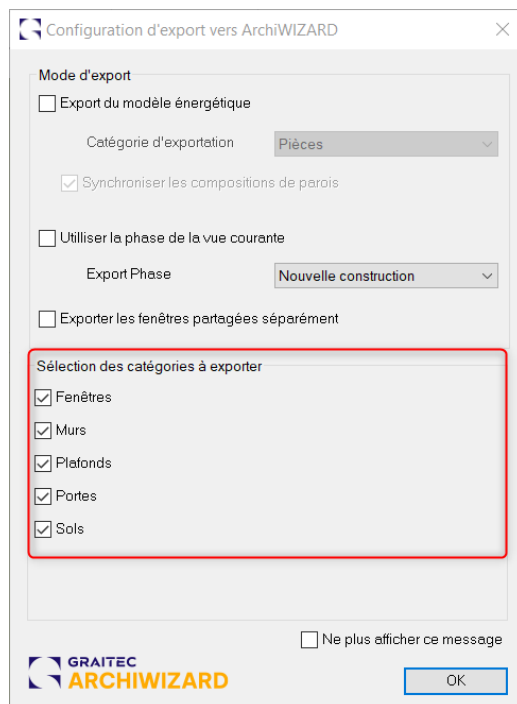 Configuration d'export vers ArchiWIZARD
Mode d'export
Export du modèle énergétique
Catégorie d'exportation
Pièces
Synchroniser les compositions de parois
Utiliser la phase de la vue courante
Export Phase
Nouvelle construction
Exporter les fenêtres partagées séparément
Sélection des catégories à exporter
Fenêtres
Murs
Plafonds
Portes
Sols
Ne plus afficher ce message
GRAITEC
ARCHIWIZARD
OK